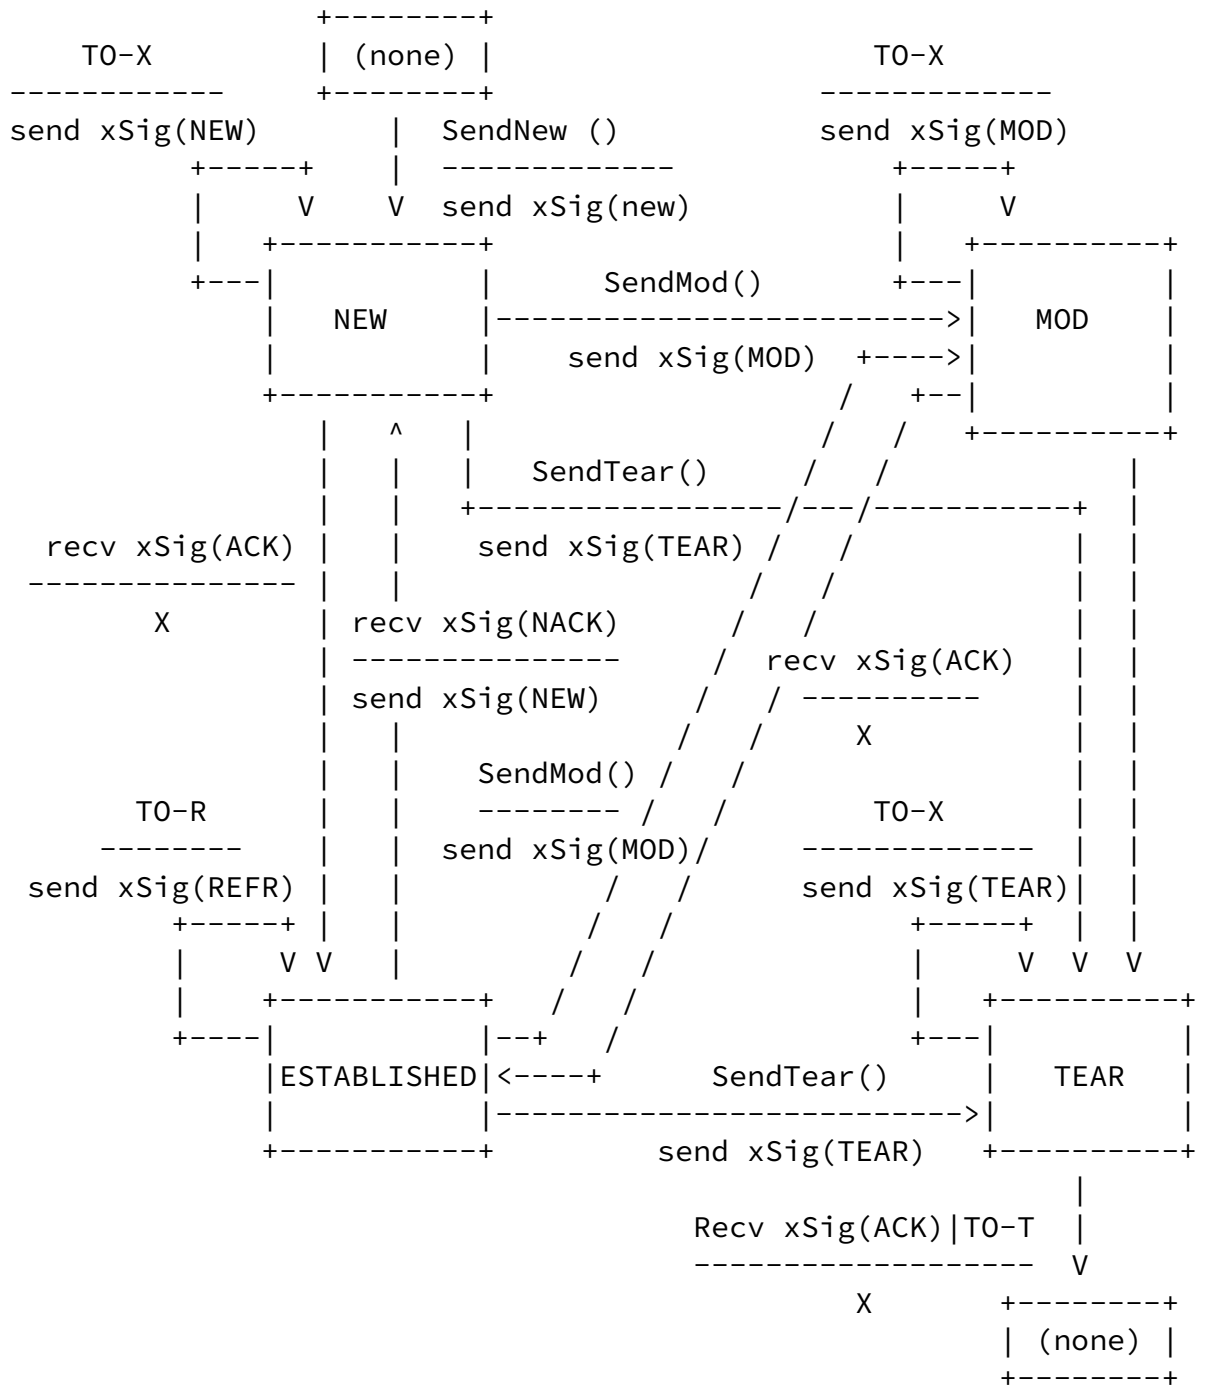 (none)
TO-X TO-X
send xSig(NEW) SendNew () send xSig(MOD)
V V send xSig(new) V
SendMod()
NEW MOD
send xSig(MOD)
SendTear()
recv xSig(ACK) send xSig(TEAR)
X recv xSig(NACK)
recv xSig(ACK)
send xSig(NEW)
X
SendMod()
TO-R TO-X
send xSig(MOD)
send xSig(REFR) send xSig(TEAR)
V V V V V
ESTABLISHED SendTear() TEAR
send xSig(TEAR)
Recv xSig(ACK)|TO-T
V
X
(none)